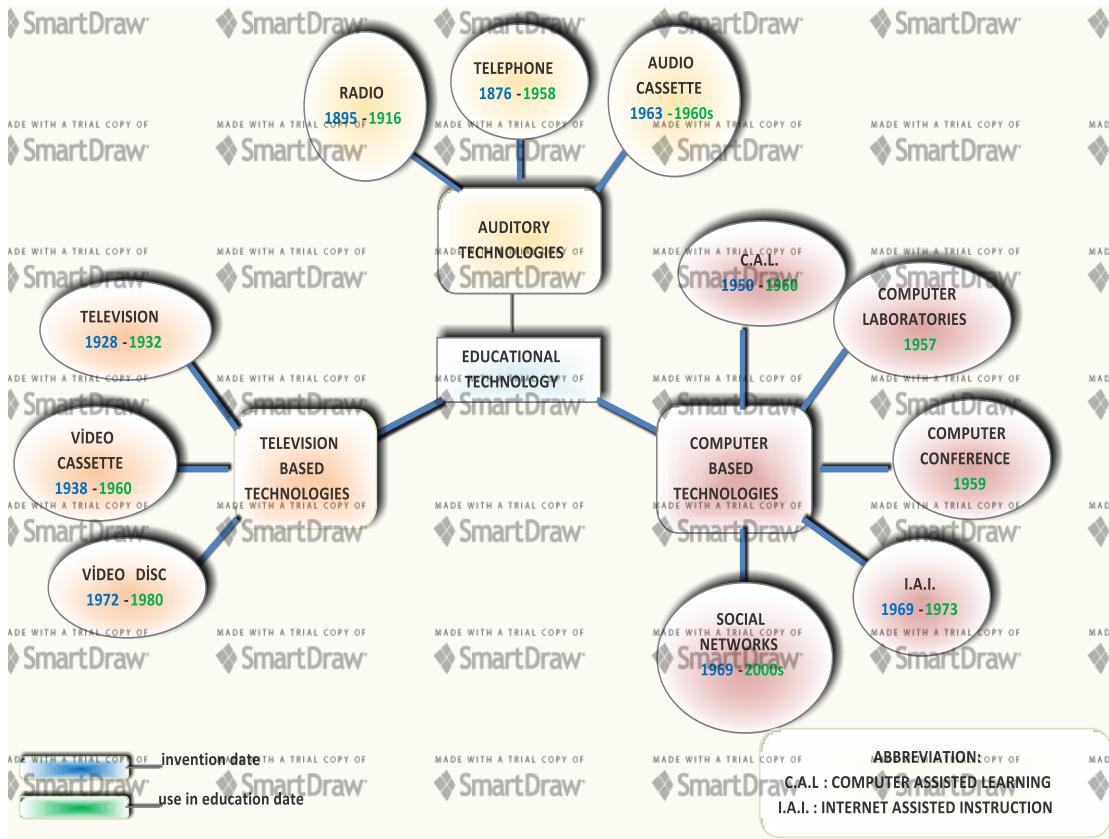 MADE WITH A TRIAL COPY OF
SmartDraw
RADIO
1895 -1916
TELEPHONE
1876 -1958
AUDIO
CASSETTE
1963 -1960s
AUDITORY
TECHNOLOGIES
EDUCATIONAL
TECHNOLOGY
TELEVISION
1928 -1932
VİDEO
CASSETTE
1938 -1960
VİDEO DİSC
1972 -1980
TELEVISION
BASED
TECHNOLOGIES
COMPUTER
BASED
TECHNOLOGIES
C.A.L.
1950 -1960
COMPUTER
LABORATORIES
1957
COMPUTER
CONFERENCE
1959
I.A.I.
1969 -1973
SOCIAL
NETWORKS
1969 -2000s
invention date
use in education date
ABBREVIATION:
C.A.L : COMPUTER ASSISTED LEARNING
I.A.I. : INTERNET ASSISTED INSTRUCTION